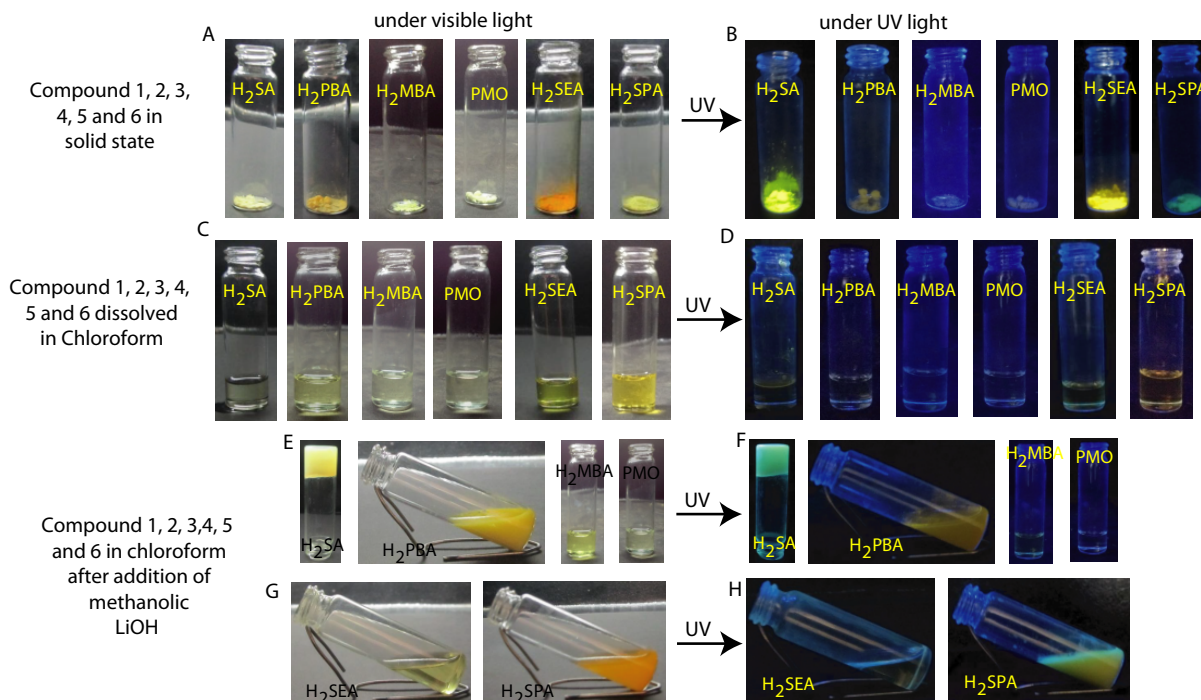 under visible light
under UV light
A
B
Compound 1, 2, 3,
4, 5 and 6 in
solid state
H2SA
H2PBA
H2MBA
PMO
H2SEA
H2SPA
UV
H2SA
H2PBA
H2MBA
PMO
H2SEA
H2SPA
C
D
Compound 1, 2, 3, 4,
5 and 6 dissolved
in Chloroform
H2SA
H2PBA
H2MBA
PMO
H2SEA
H2SPA
UV
H2SA
H2PBA
H2MBA
PMO
H2SEA
H2SPA
E
F
Compound 1, 2, 3,4, 5
and 6 in chloroform
after addition of
methanolic
LiOH
H2SA
H2PBA
H2MBA
PMO
UV
H2SA
H2PBA
H2MBA
PMO
G
H
H2SEA
H2SPA
UV
H2SEA
H2SPA